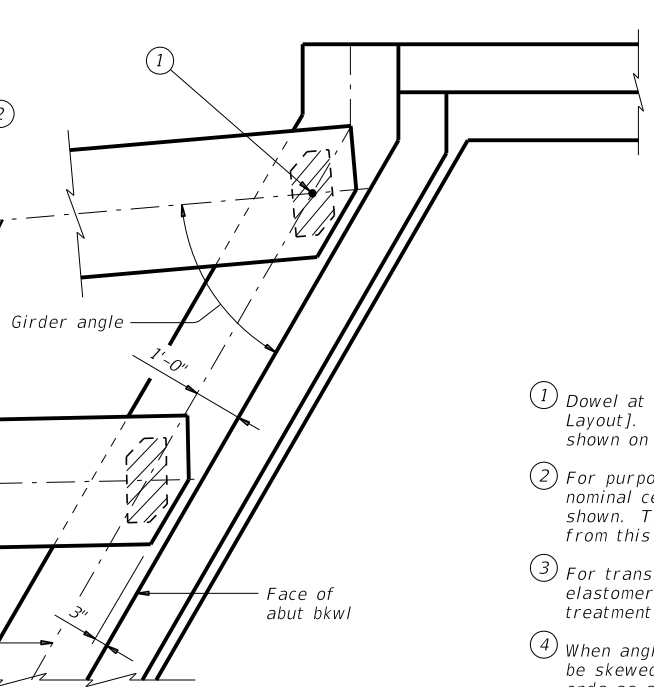 1
2
Girder angle
1'-0"
Face of
abut bkwl
3"
1 Dowel at
Layout].
shown on
2 For purpo
nominal ce
shown. T
from this
3 For trans
elastomer
treatment
4 When angl
be skewed